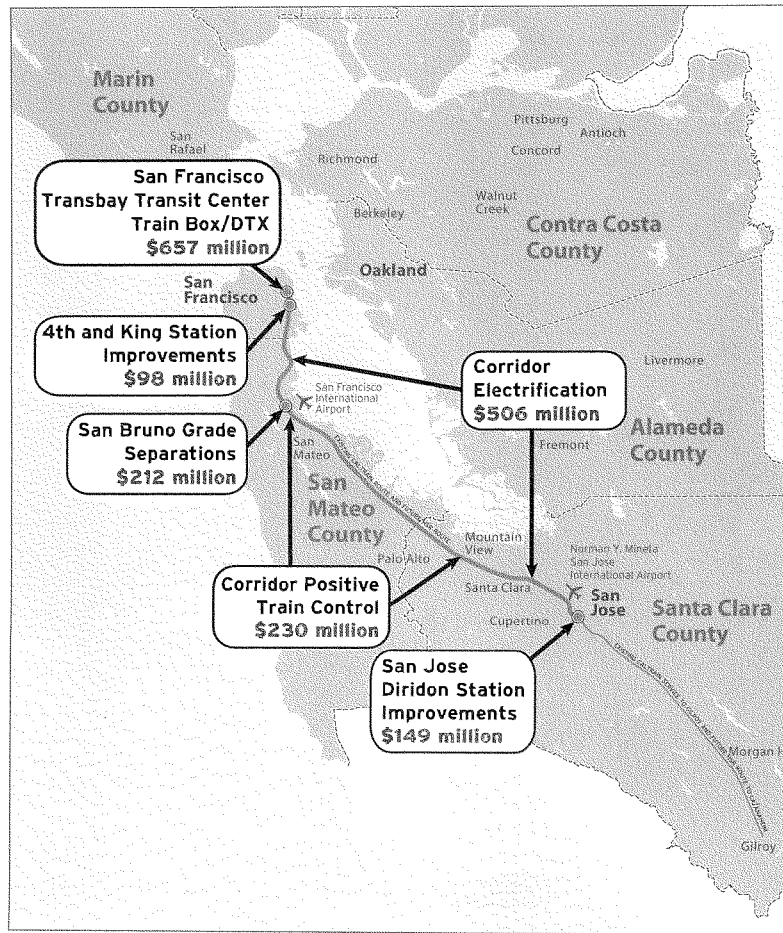 Marin
County
San
Rafael
Pittsburg
Antioch
Concord
Richmond
San Francisco
Transbay Transit Center
Train Box/DTX
$657 million
Walnut
Creek
Berkeley
Contra Costa
County
Oakland
San
Francisco
4th and King Station
Improvements
$98 million
Corridor
Electrification
$506 million
Livermore
San Francisco
International
Airport
San Bruno Grade
Separations
$212 million
San
Mateo
Fremont
Alameda
County
San
Mateo
County
Mountain
View
Palo Alto
Norman Y. Mineta
San Jose
International Airport
Corridor Positive
Train Control
$230 million
Santa Clara
San
Jose
Santa Clara
County
Cupertino
San Jose
Diridon Station
Improvements
$149 million
Morgan H
Gilroy